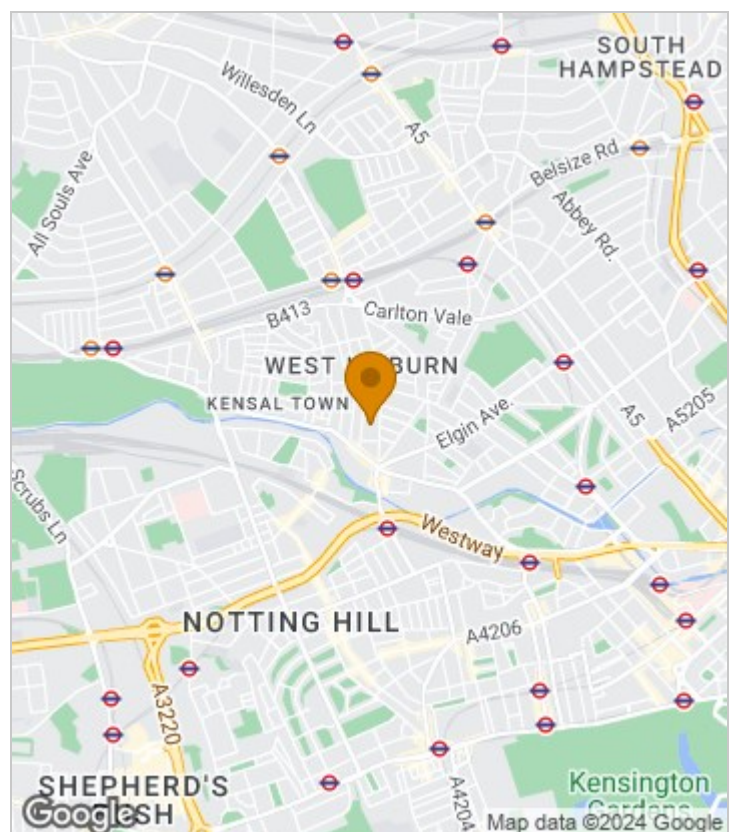 SOUTH
HAMPSTEAD
Willesden Ln
A5
Belsize Rd
All Souls Ave
Abbey Rd.
B413
Carlton Vale
WEST
BURN
KENSAL TOWN
Elgin Ave.
A5
A5205
Scrubs Ln
Westway
NOTTING HILL
A4206
A3220
SHEPHERD'S
SH
Kensington
Gardens
A4204
Google
Map data ©2024 Google